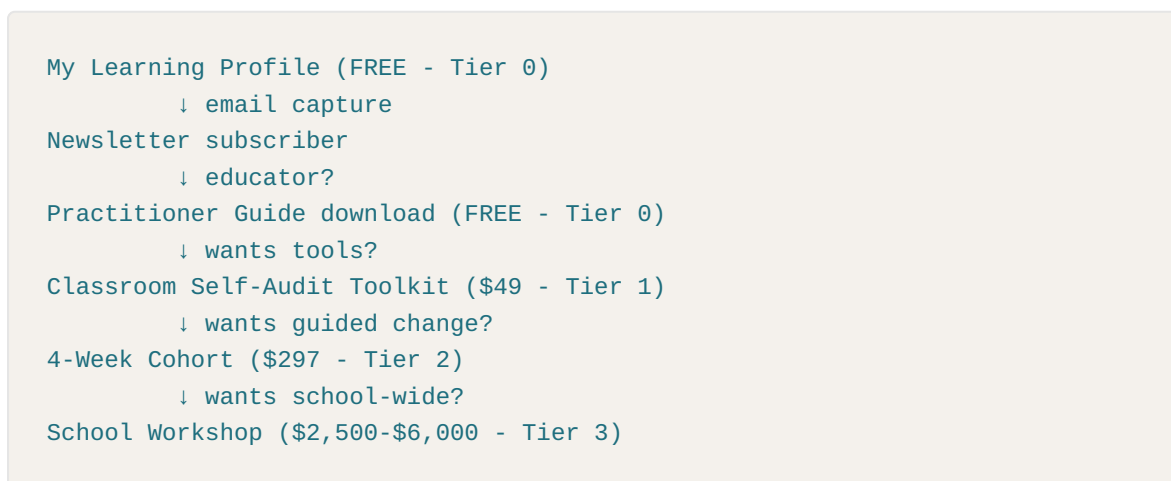 My Learning Profile (FREE - Tier 0)
↓ email capture
Newsletter subscriber
↓ educator?
Practitioner Guide download (FREE - Tier 0)
↓ wants tools?
Classroom Self-Audit Toolkit ($49 - Tier 1)
↓ wants guided change?
4-Week Cohort ($297 - Tier 2)
↓ wants school-wide?
School Workshop ($2,500-$6,000 - Tier 3)